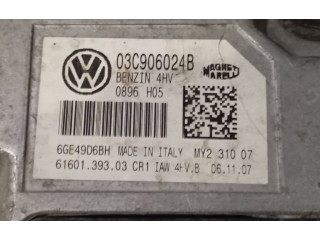 03C906024B
BENZIN 4HV
MAGNETI MARELLI
0896 H05
6GE49D6BH MADE IN ITALY MY2 310 07
61601.393.03 CR1 IAW 4HV.B 06.11.07